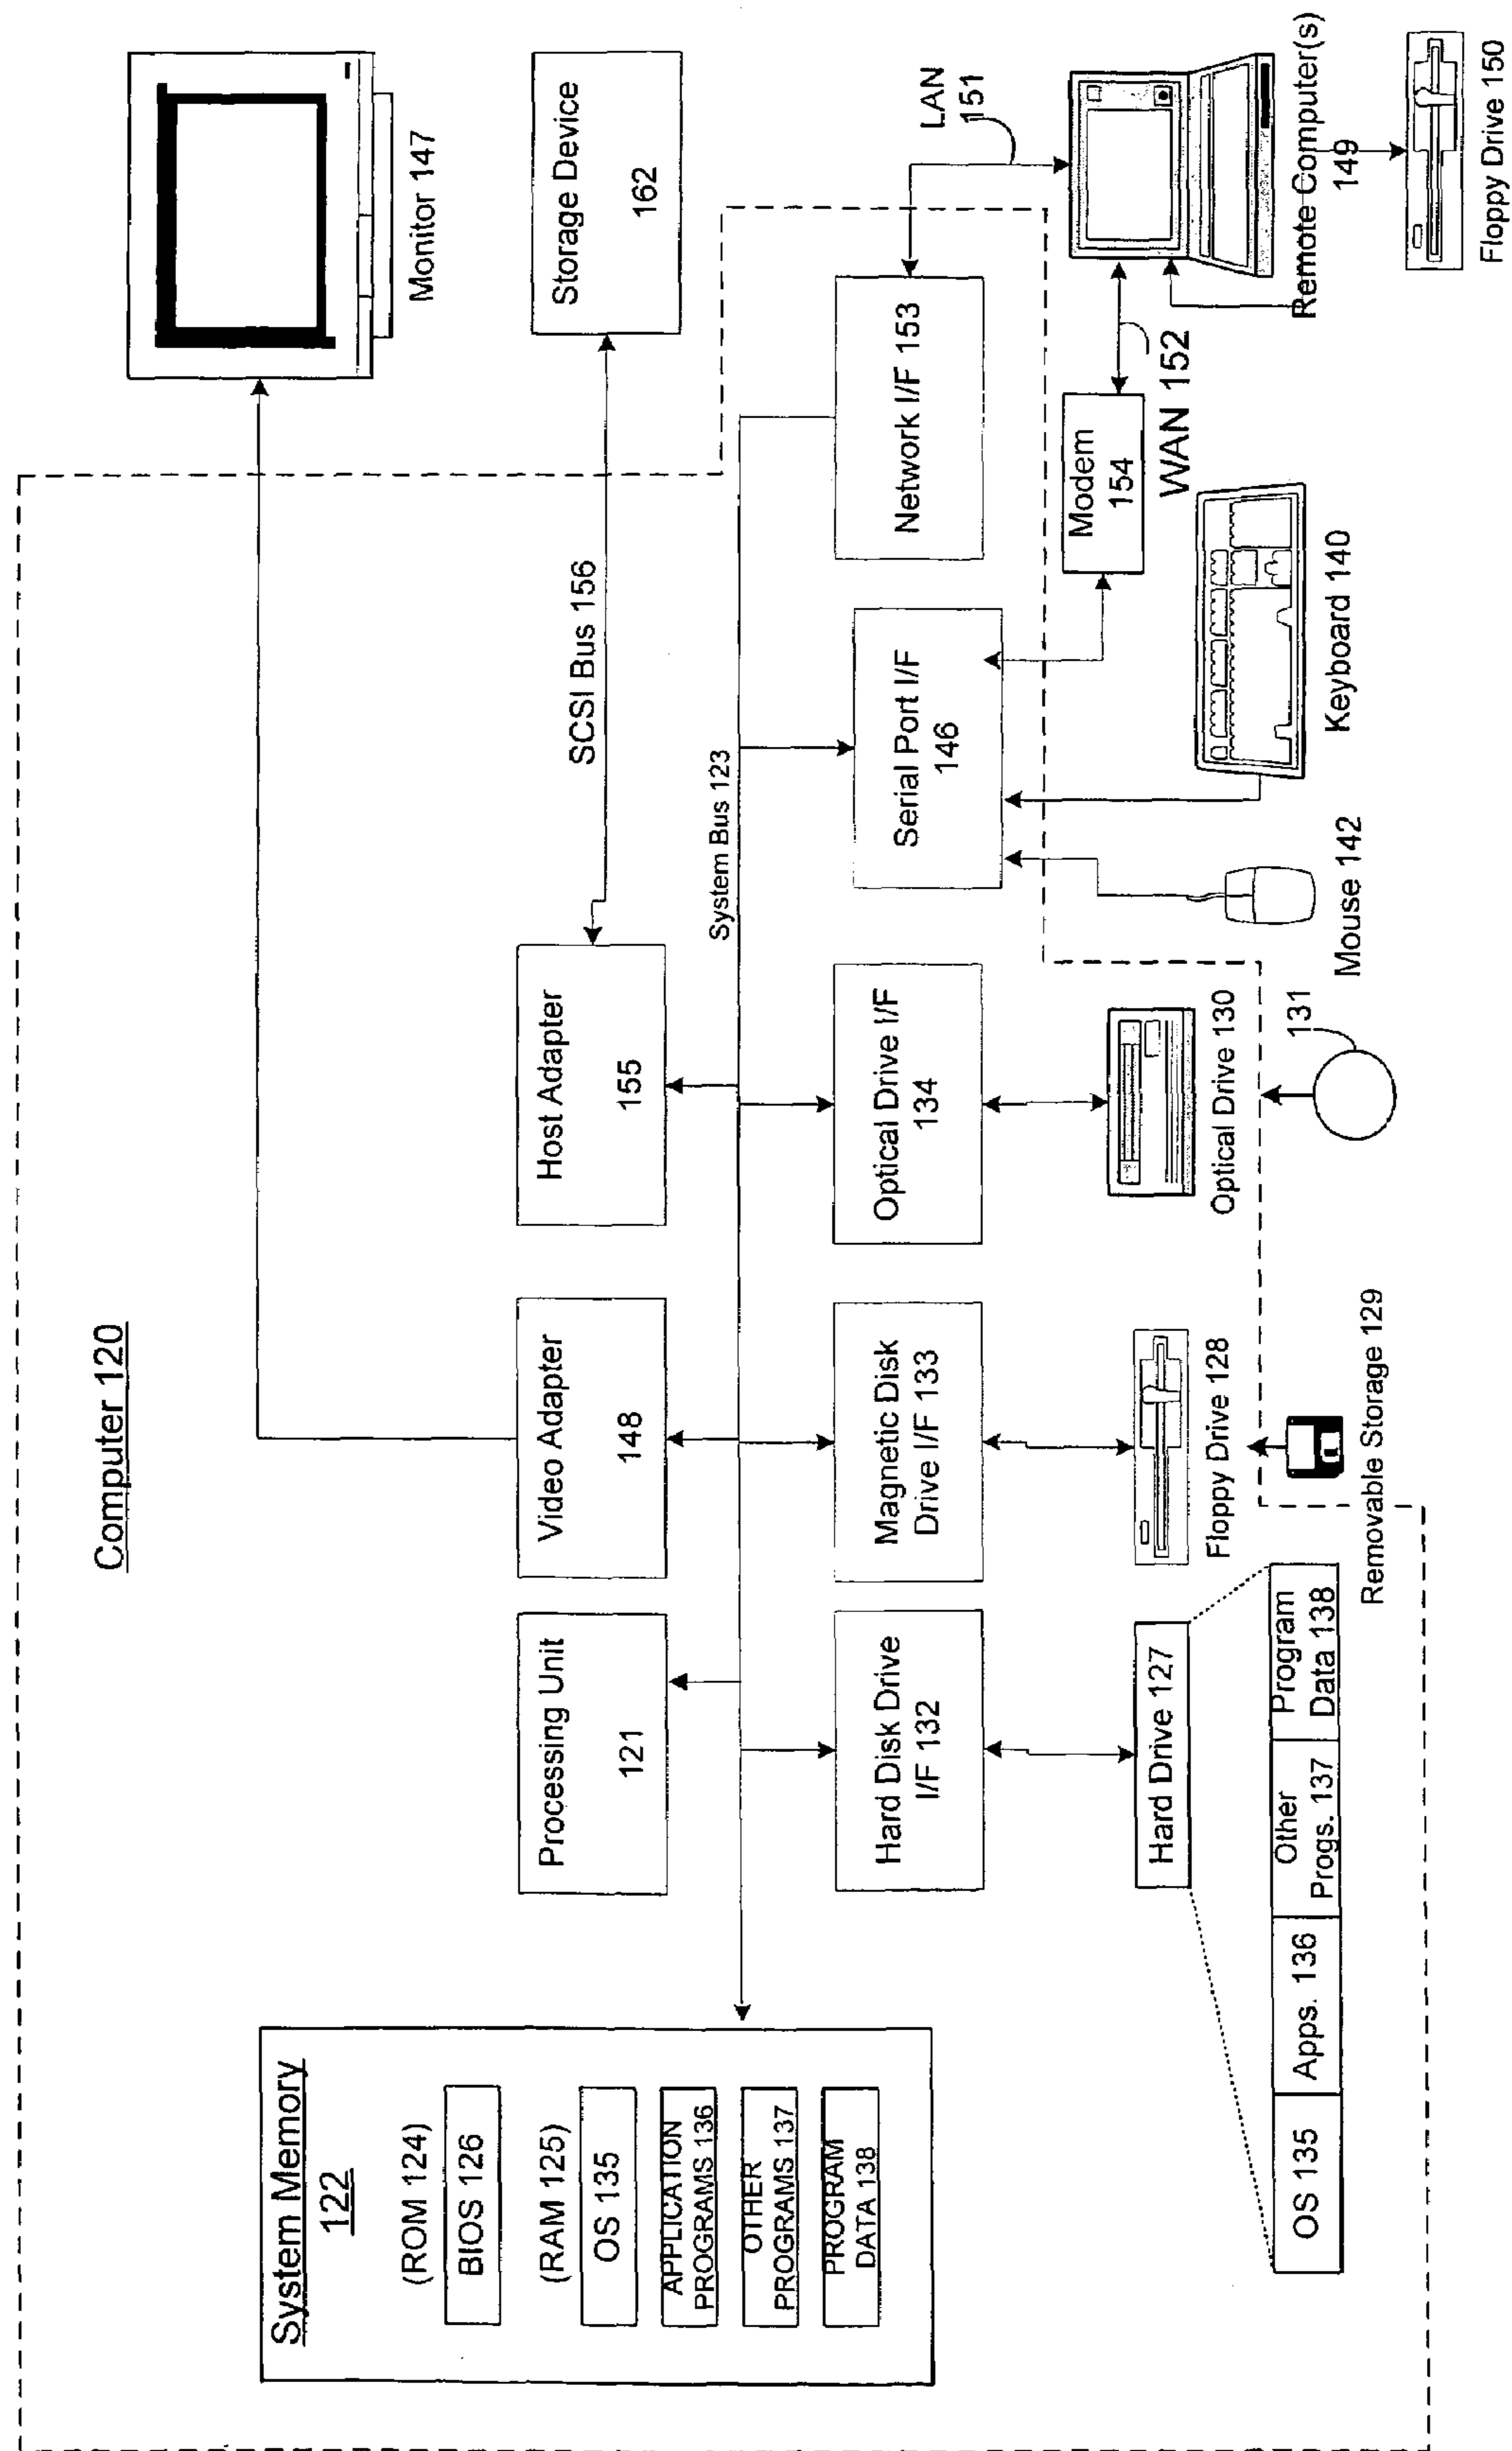 Computer 120
System Memory
122
(ROM 124)
BIOS 126
(RAM 125)
OS 135
APPLICATION
PROGRAMS 136
OTHER
PROGRAMS 137
PROGRAM
DATA 138
Processing Unit
121
Video Adapter
148
Host Adapter
155
SCSI Bus 156
Monitor 147
Storage Device
162
System Bus 123
Hard Disk Drive
I/F 132
Magnetic Disk
Drive I/F 133
Optical Drive I/F
134
Serial Port I/F
146
Network I/F 153
LAN
151
Modem
154
WAN 152
Remote Computer(s)
149
Floppy Drive 150
Hard Drive 127
Floppy Drive 128
Optical Drive 130
Mouse 142
Keyboard 140
131
OS 135
Apps. 136
Other
Progs. 137
Program
Data 138
Removable Storage 129